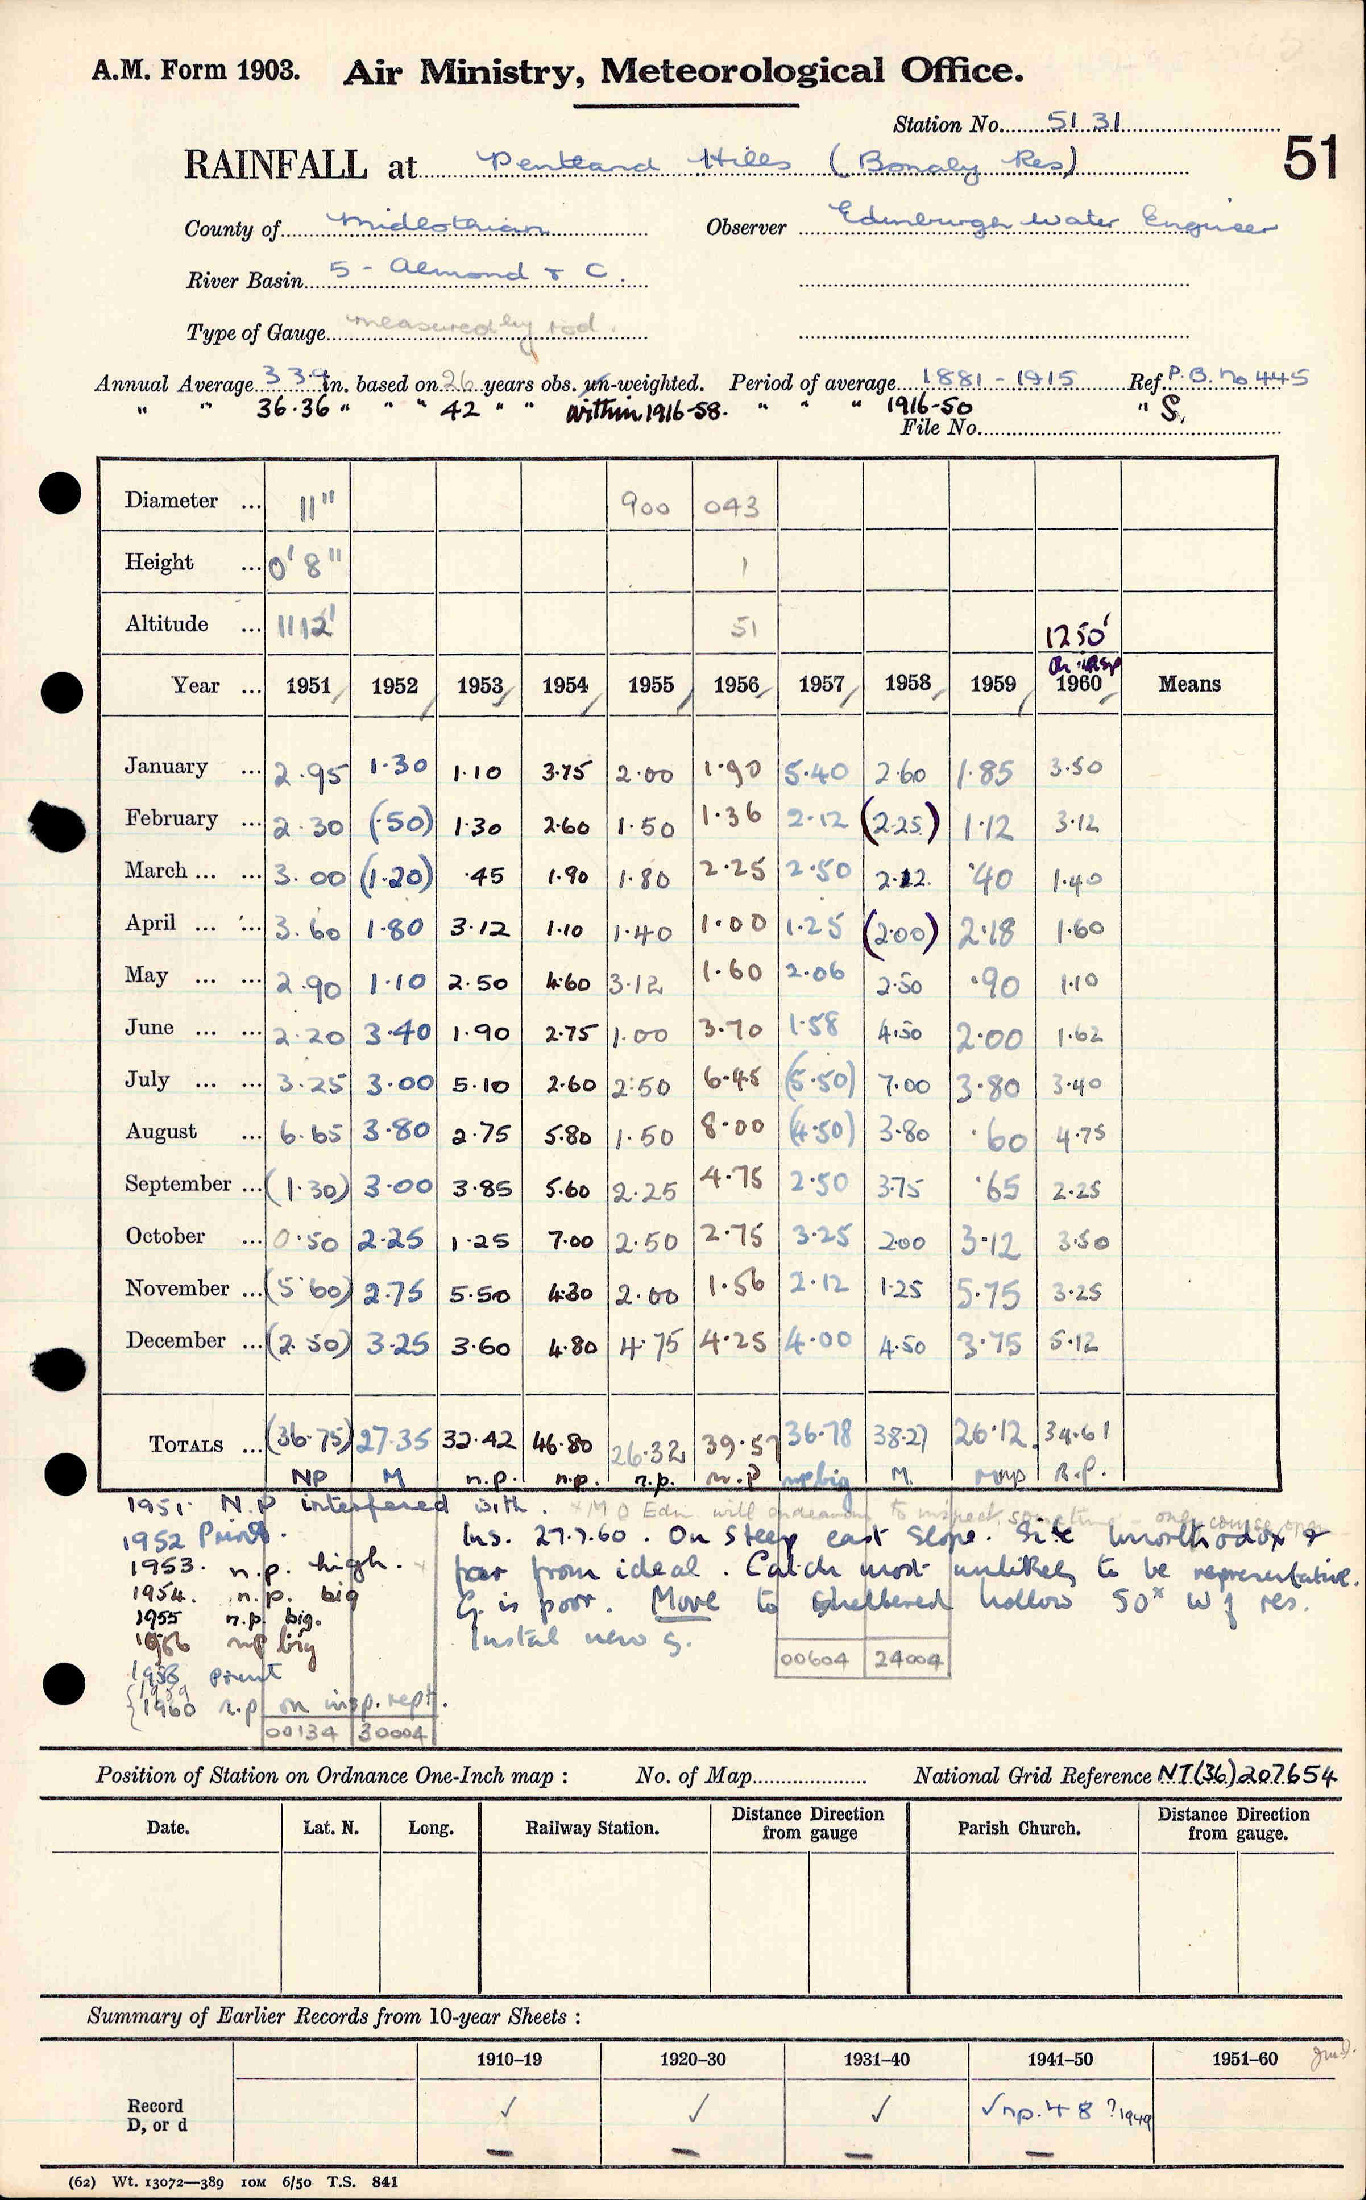 A.M. Form 1903. Air Ministry, Meteorological Office.
Station No. 5131
51
RAINFALL at Pentland Hills (Bonaly Res)
County of Midlothian Observer Edinburgh Water Engineer
River Basin 5 - Almond & C.
Type of Gauge measured by rod.
Annual Average 33.9 in. based on 26 years obs. un-weighted. Period of average 1881-1915 Ref. P.B. no 445
" " 36.36 " " " 42 " " within 1916-58. " " " 1916-50 " S.
File No.
Diameter ... 11" 900 043
Height ... 0' 8" 1
Altitude ... 1112' 51 1250'
Year ... 1951 1952 1953 1954 1955 1956 1957 1958 1959 1960 Means
January ... 2.95 1.30 1.10 3.75 2.00 1.90 5.40 2.60 1.85 3.50
February ... 2.30 (.50) 1.30 2.60 1.50 1.36 2.12 (2.25) 1.12 3.12
March ... ... 3.00 (1.20) .45 1.90 1.80 2.25 2.50 2.12 .40 1.40
April ... ... 3.60 1.80 3.12 1.10 1.40 1.00 1.25 (2.00) 2.18 1.60
May ... ... 2.90 1.10 2.50 4.60 3.12 1.60 2.06 2.50 .90 1.10
June ... ... 2.20 3.40 1.90 2.75 1.00 3.70 1.58 4.50 2.00 1.62
July ... ... 3.25 3.00 5.10 2.60 2.50 6.45 (5.50) 7.00 3.80 3.40
August ... 6.65 3.80 2.75 5.80 1.50 8.00 (4.50) 3.80 .60 4.75
September ... (1.30) 3.00 3.85 5.60 2.25 4.75 2.50 3.75 .65 2.25
October ... 0.50 2.25 1.25 7.00 2.50 2.75 3.25 2.00 3.12 3.50
November ... (5.60) 2.75 5.50 4.30 2.00 1.56 2.12 1.25 5.75 3.25
December ... (2.50) 3.25 3.60 4.80 4.75 4.25 4.00 4.50 3.75 5.12
TOTALS ... (36.75) 27.35 32.42 46.80 26.32 39.57 36.78 38.27 26.12 34.61
NP M n.p. n.p. n.p. n.p np big M. n.p.
1951. N.P interfered with. x M O Edn. will endeavour to inspect
1952 Print.
1953. n.p. high. x
1954. n.p. big
1955 n.p. big.
1956 np big
1958 Print
1959
1960 n.p on insp. rept.
Ins. 27.7.60. On steep east slope. Site unorthodox &
far from ideal. Catch most unlikely to be representative.
G. is poor. Move to sheltered hollow 50x W of res.
Instal new g.
00604 24004
00134 30004
Position of Station on Ordnance One-Inch map : No. of Map National Grid Reference NT(36)207654
Date. Lat. N. Long. Railway Station. Distance Direction from gauge Parish Church. Distance Direction from gauge.
Summary of Earlier Records from 10-year Sheets :
1910–19 1920–30 1931–40 1941–50 1951–60
Record D, or d ✓ ✓ ✓ ✓ np. 48 ?1949
(62) Wt. 13072—389 10M 6/50 T.S. 841